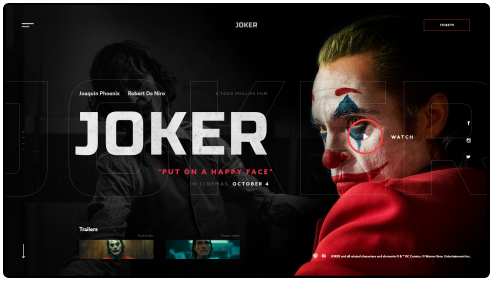 JOKER
TICKETS
Joaquin Phoenix Robert De Niro
A TODD PHILLIPS FILM
JOKER
JOKER
WATCH
"PUT ON A HAPPY FACE"
IN CINEMAS OCTOBER 4
Trailers
JOKER and all related characters and elements © & ™ DC Comics. © Warner Bros. Entertainment Inc.